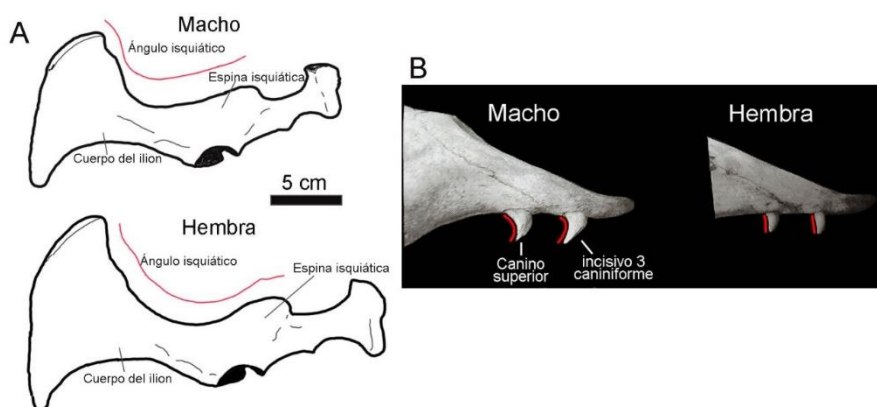 A
Macho
Ángulo isquiático
Espina isquiática
Cuerpo del ilion
5 cm
Hembra
Ángulo isquiático
Espina isquiática
Cuerpo del ilion
B
Macho
Hembra
Canino
superior
incisivo 3
caniniforme